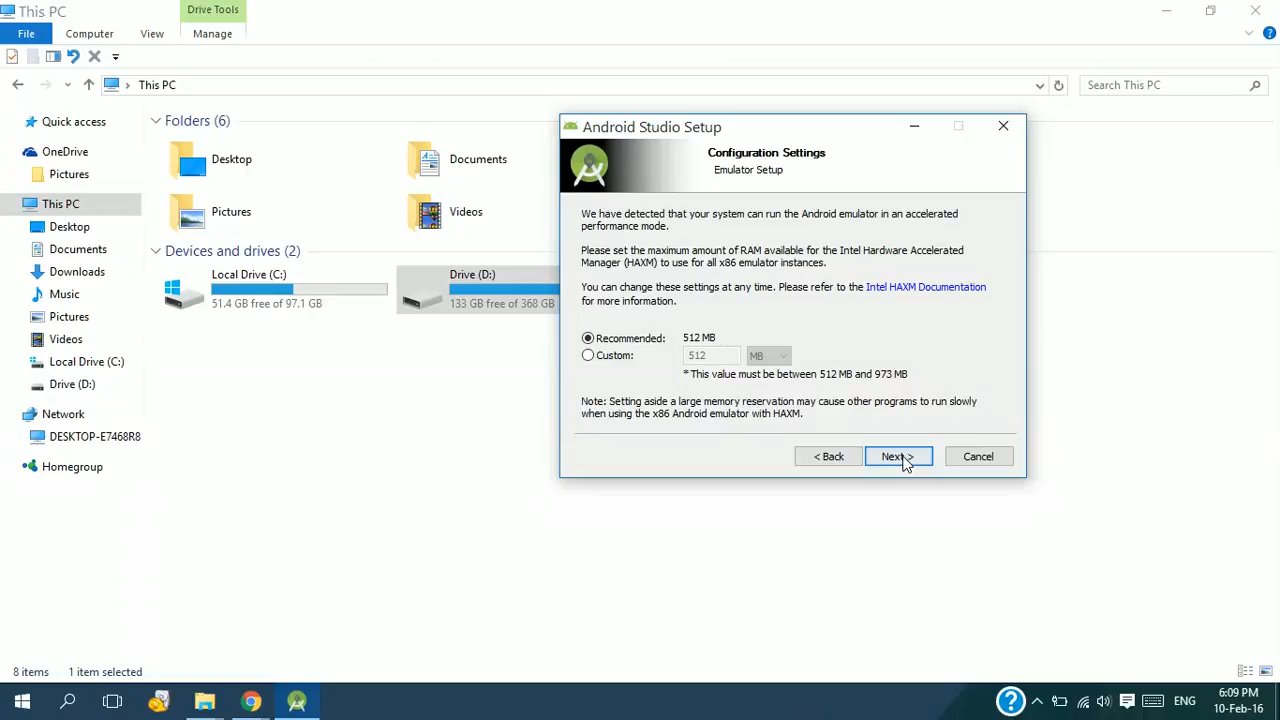 This PC
Drive Tools
File
Computer
View
Manage
This PC
Search This PC
Quick access
OneDrive
Pictures
This PC
Desktop
Documents
Downloads
Music
Pictures
Videos
Local Drive (C:)
Drive (D:)
Network
DESKTOP-E7468R8
Homegroup
Folders (6)
Desktop
Documents
Pictures
Videos
Devices and drives (2)
Local Drive (C:)
51.4 GB free of 97.1 GB
Drive (D:)
133 GB free of 368 GB
Android Studio Setup
Configuration Settings
Emulator Setup
We have detected that your system can run the Android emulator in an accelerated
performance mode.
Please set the maximum amount of RAM available for the Intel Hardware Accelerated
Manager (HAXM) to use for all x86 emulator instances.
You can change these settings at any time. Please refer to the Intel HAXM Documentation
for more information.
Recommended: 512 MB
Custom: 512 MB
* This value must be between 512 MB and 973 MB
Note: Setting aside a large memory reservation may cause other programs to run slowly
when using the x86 Android emulator with HAXM.
< Back
Next >
Cancel
8 items
1 item selected
ENG
6:09 PM
10-Feb-16